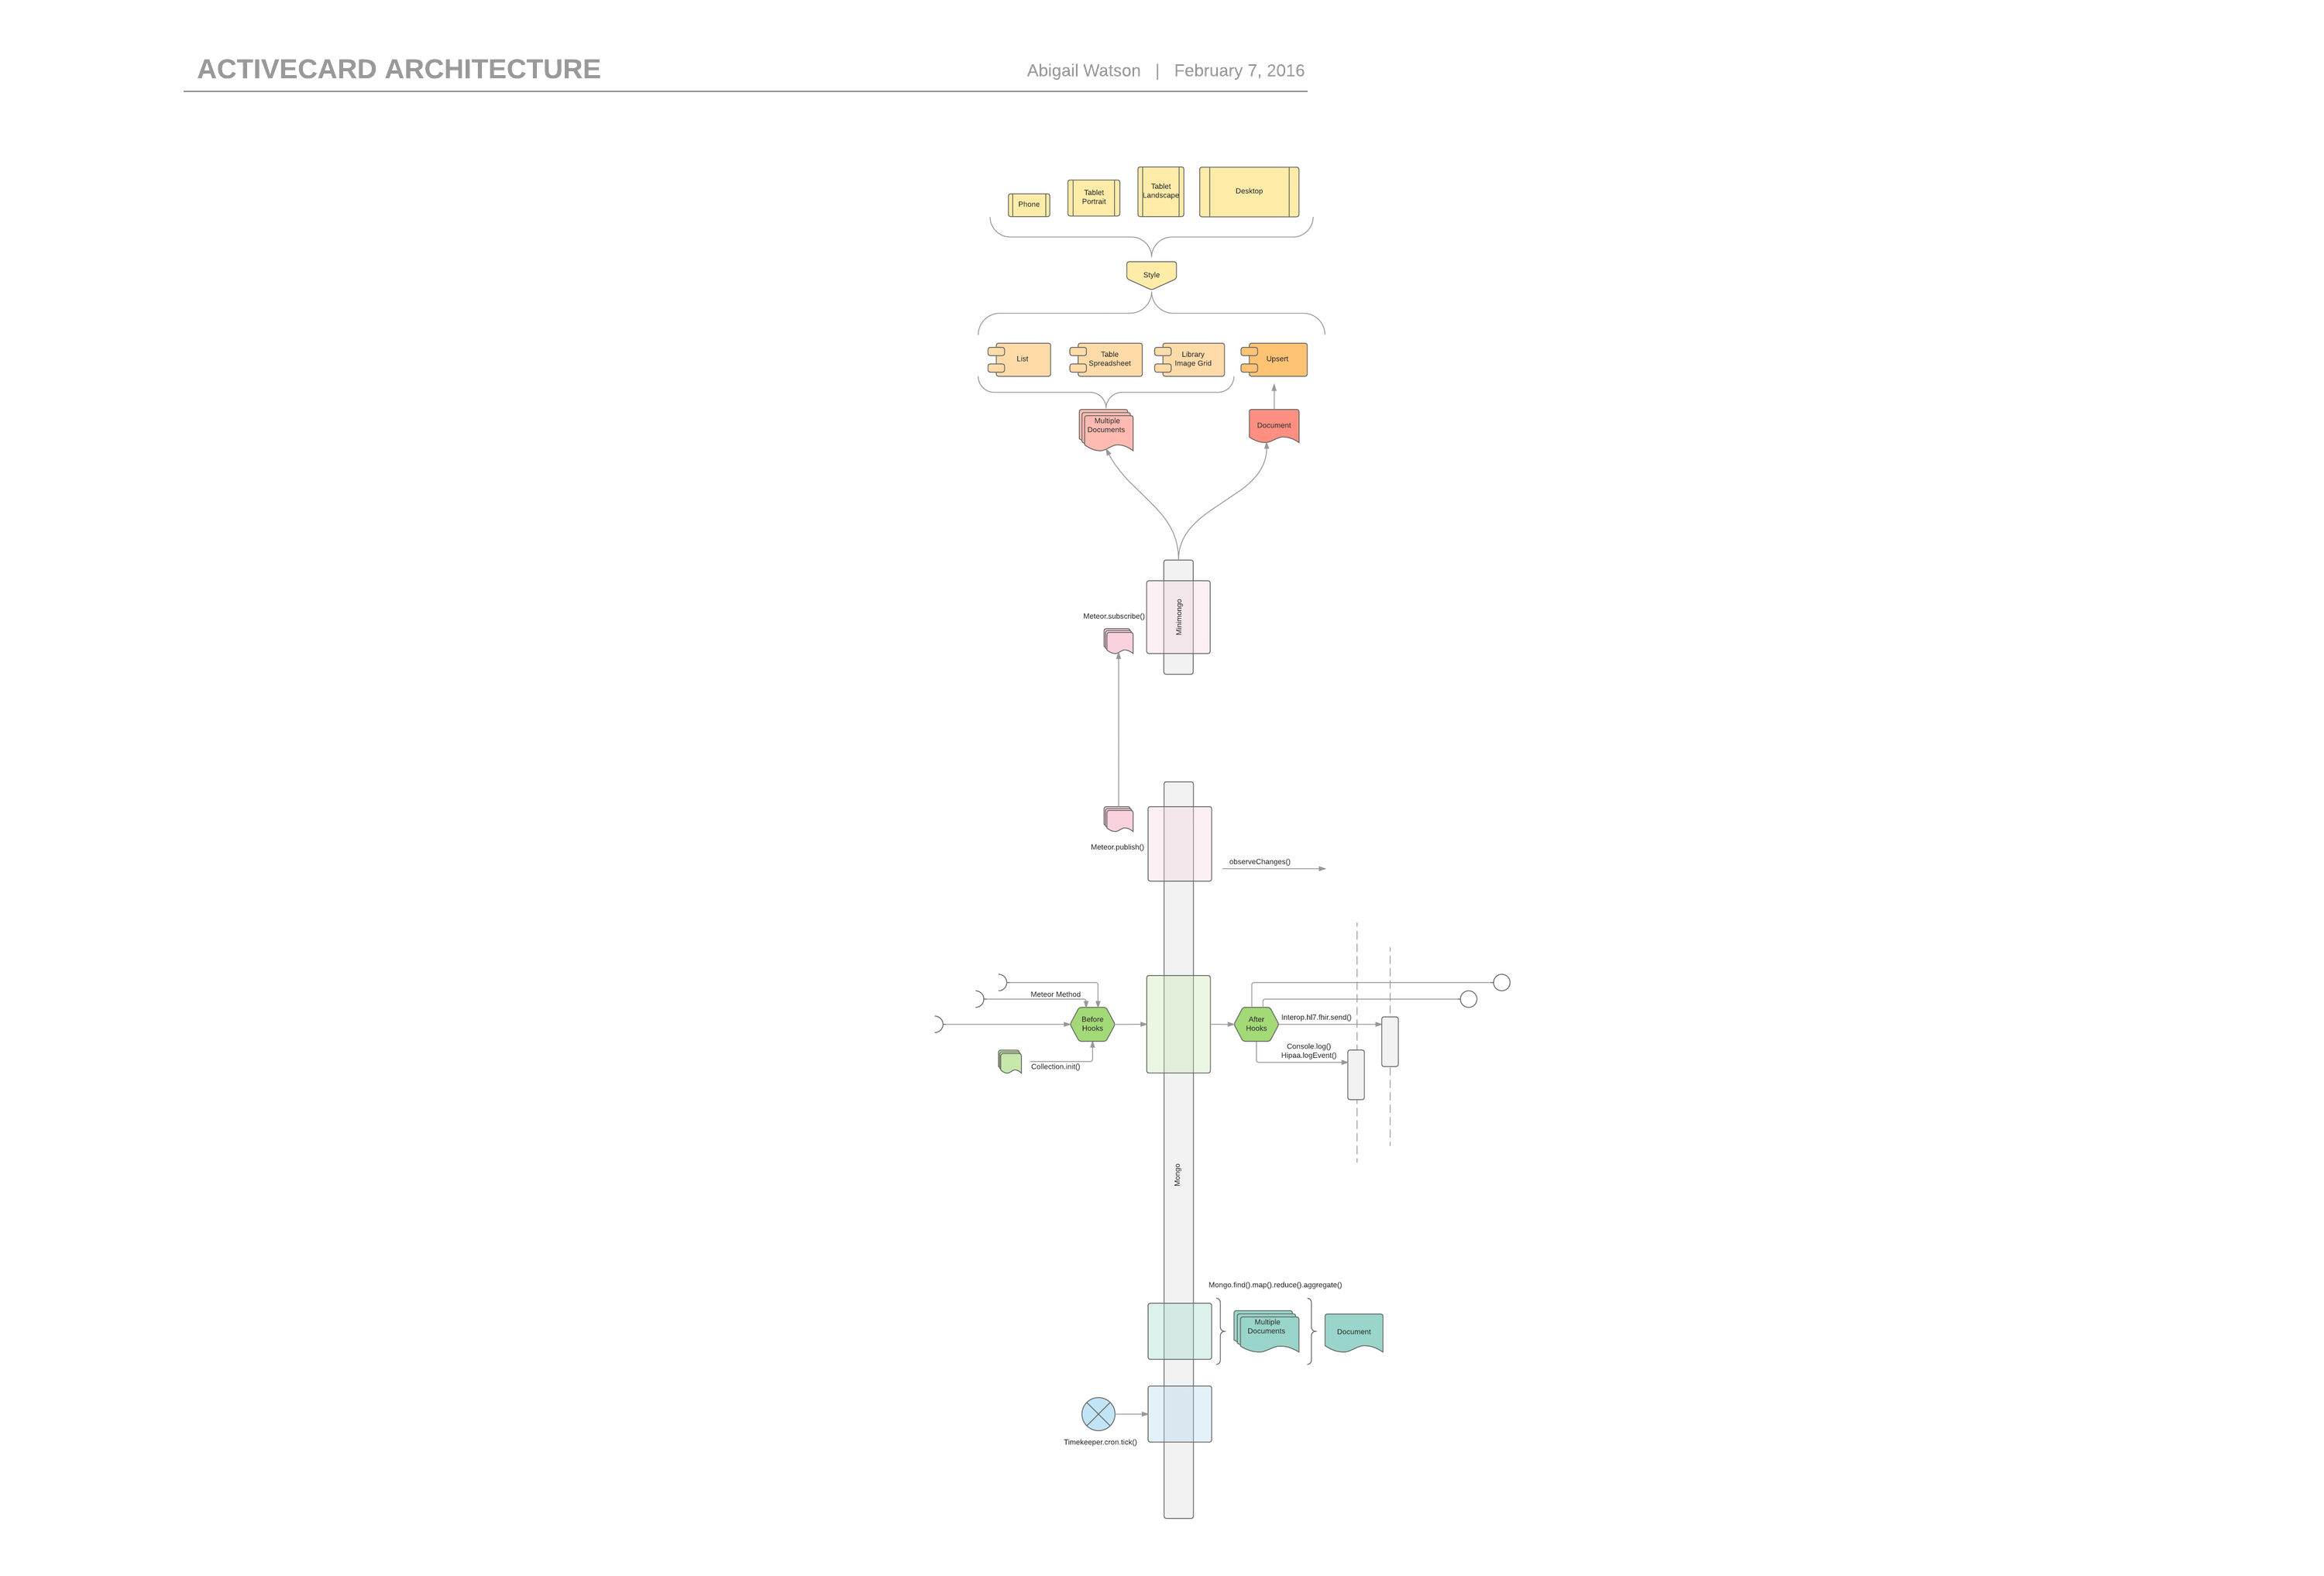 ACTIVECARD ARCHITECTURE
Abigail Watson | February 7, 2016
Phone
Tablet
Portrait
Tablet
Landscape
Desktop
Style
List
Table
Spreadsheet
Library
Image Grid
Upsert
Multiple
Documents
Document
Minimongo
Meteor.subscribe()
Meteor.publish()
observeChanges()
Meteor Method
Before
Hooks
After
Hooks
Interop.hl7.fhir.send()
Console.log()
Hipaa.logEvent()
Collection.init()
Mongo
Mongo.find().map().reduce().aggregate()
Multiple
Documents
Document
Timekeeper.cron.tick()